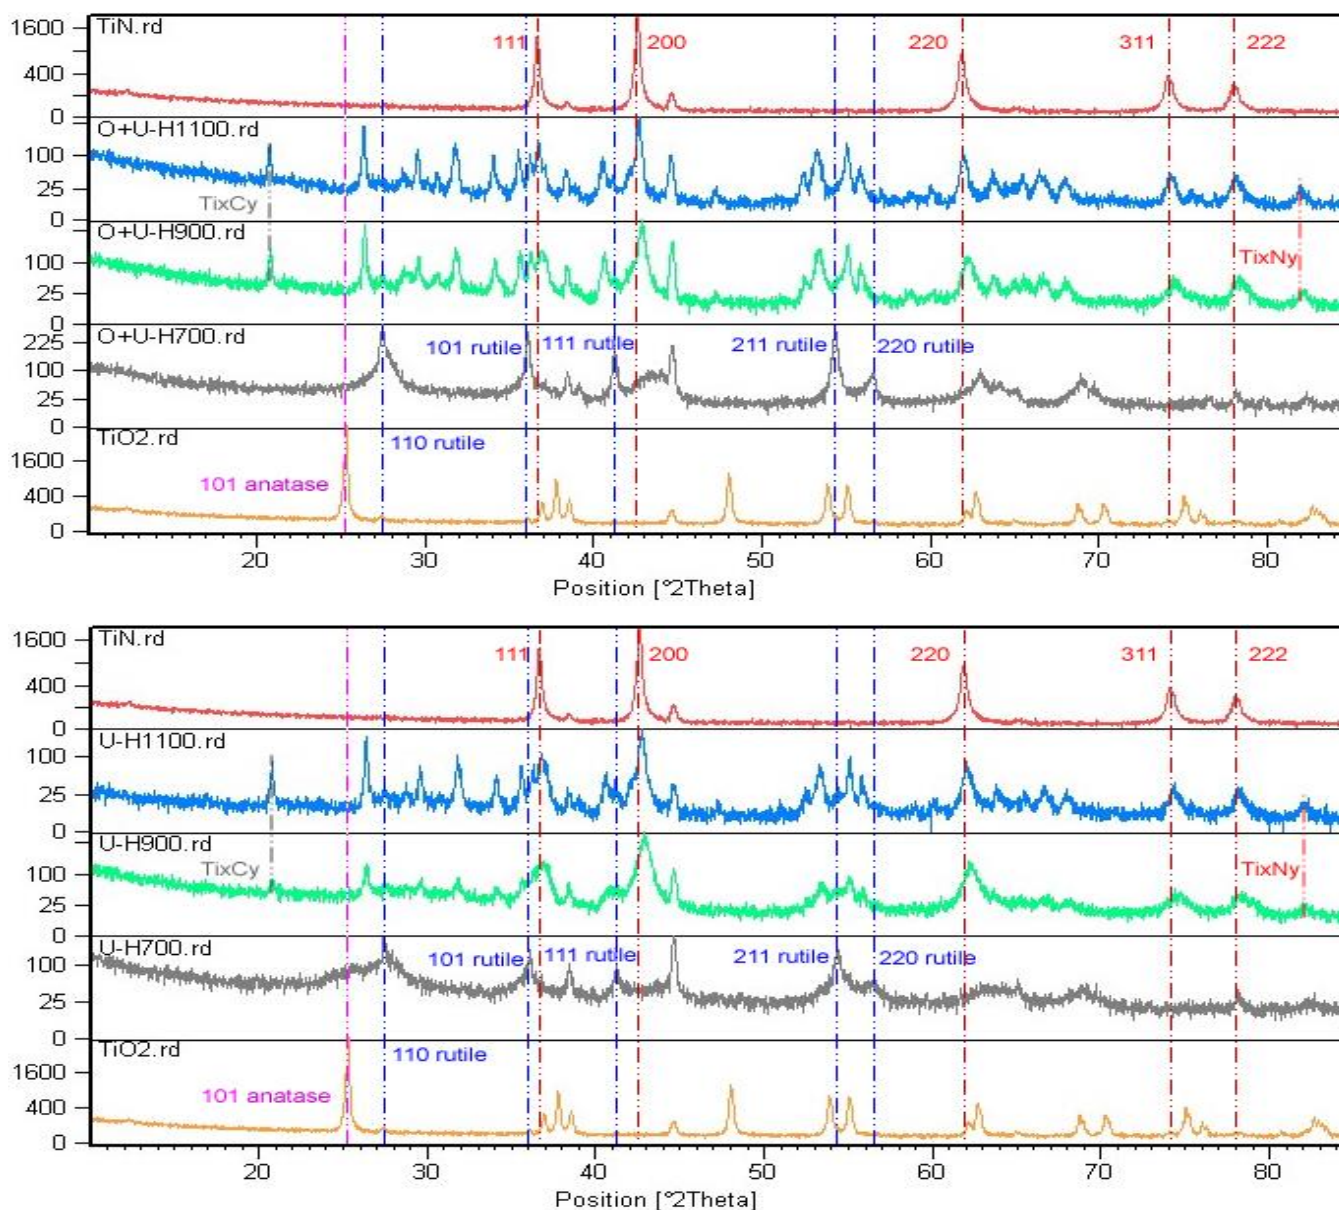 TiN.rd
1600
400
0
111
200
220
311
222
O+U-H1100.rd
100
25
0
TixCy
O+U-H900.rd
100
25
0
TixNy
O+U-H700.rd
225
100
25
0
101 rutile
111 rutile
211 rutile
220 rutile
TiO2.rd
1600
400
0
110 rutile
101 anatase
20 30 40 50 60 70 80
Position [°2Theta]
TiN.rd
1600
400
0
111
200
220
311
222
U-H1100.rd
100
25
0
U-H900.rd
100
25
0
TixCy
TixNy
U-H700.rd
100
25
0
101 rutile
111 rutile
211 rutile
220 rutile
TiO2.rd
1600
400
0
110 rutile
101 anatase
20 30 40 50 60 70 80
Position [°2Theta]